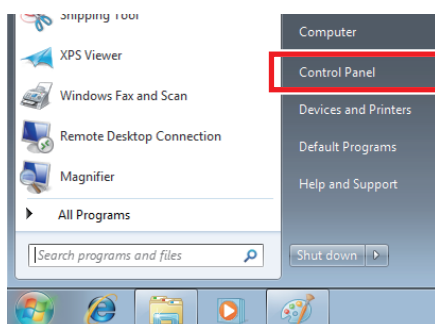 Snipping Tool
XPS Viewer
Windows Fax and Scan
Remote Desktop Connection
Magnifier
All Programs
Search programs and files
Computer
Control Panel
Devices and Printers
Default Programs
Help and Support
Shut down